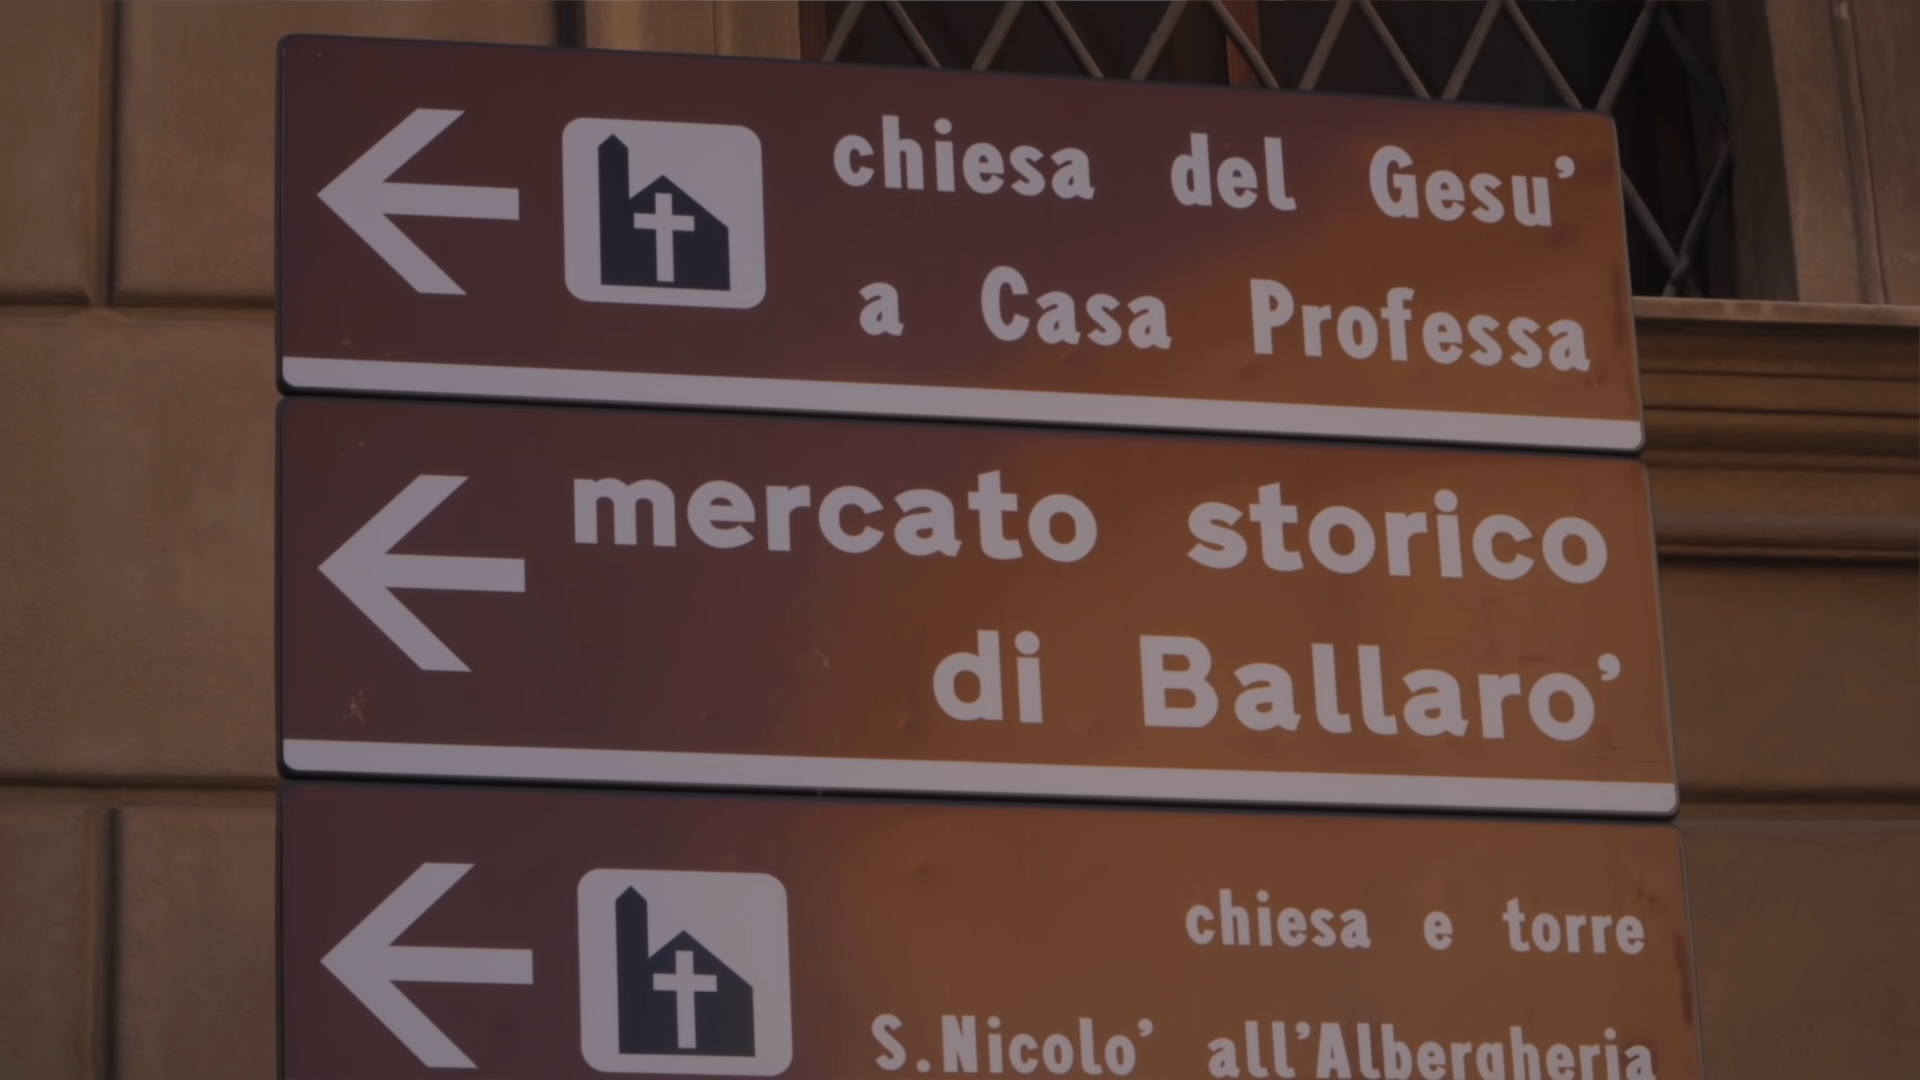 chiesa del Gesu'
a Casa Professa
mercato storico
di Ballaro'
chiesa e torre
S.Nicolo' all'Albergheria